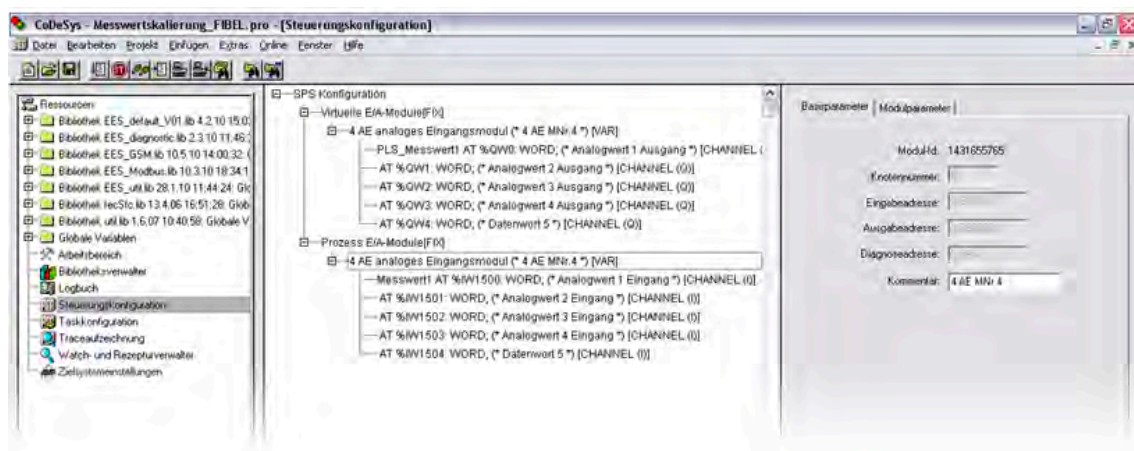 CoDeSys - Messwertskalierung_FIBEL.pro - [Steuerungskonfiguration]
Datei Bearbeiten Projekt Einfügen Extras Online Fenster Hilfe
Ressourcen
Bibliothek EES_default_V01.lib 4.2.10 15:0
Bibliothek EES_diagnostic.lib 2.3.10 11:46:
Bibliothek EES_GSM.lib 10.5.10 14:00:32:
Bibliothek EES_Modbus.lib 10.3.10 18:34:1
Bibliothek EES_util.lib 28.1.10 11:44:24: Glo
Bibliothek Iecsfc.lib 13.4.06 16:51:28: Glob
Bibliothek util.lib 1.6.07 10:40:58: Globale V
Globale Variablen
Arbeitsbereich
Bibliotheksverwalter
Logbuch
Steuerungskonfiguration
Taskkonfiguration
Traceaufzeichnung
Watch- und Rezepturverwalter
Zielsystemeinstellungen
SPS Konfiguration
Virtuelle E/A-Module[FIX]
4 AE analoges Eingangsmodul (* 4 AE MNr.4 *) [VAR]
PLS_Messwert1 AT %QW0: WORD; (* Analogwert 1 Ausgang *) [CHANNEL (
AT %QW1: WORD; (* Analogwert 2 Ausgang *) [CHANNEL (Q)]
AT %QW2: WORD; (* Analogwert 3 Ausgang *) [CHANNEL (Q)]
AT %QW3: WORD; (* Analogwert 4 Ausgang *) [CHANNEL (Q)]
AT %QW4: WORD; (* Datenwort 5 *) [CHANNEL (Q)]
Prozess E/A-Module[FIX]
4 AE analoges Eingangsmodul (* 4 AE MNr.4 *) [VAR]
Messwert1 AT %IW1500: WORD; (* Analogwert 1 Eingang *) [CHANNEL (I)]
AT %IW1501: WORD; (* Analogwert 2 Eingang *) [CHANNEL (I)]
AT %IW1502: WORD; (* Analogwert 3 Eingang *) [CHANNEL (I)]
AT %IW1503: WORD; (* Analogwert 4 Eingang *) [CHANNEL (I)]
AT %IW1504: WORD; (* Datenwort 5 *) [CHANNEL (I)]
Basisparameter Modulparameter
Modul-Id: 1431655765
Knotennummer:
Eingabeadresse:
Ausgabeadresse:
Diagnoseadresse:
Kommentar: 4 AE MNr.4